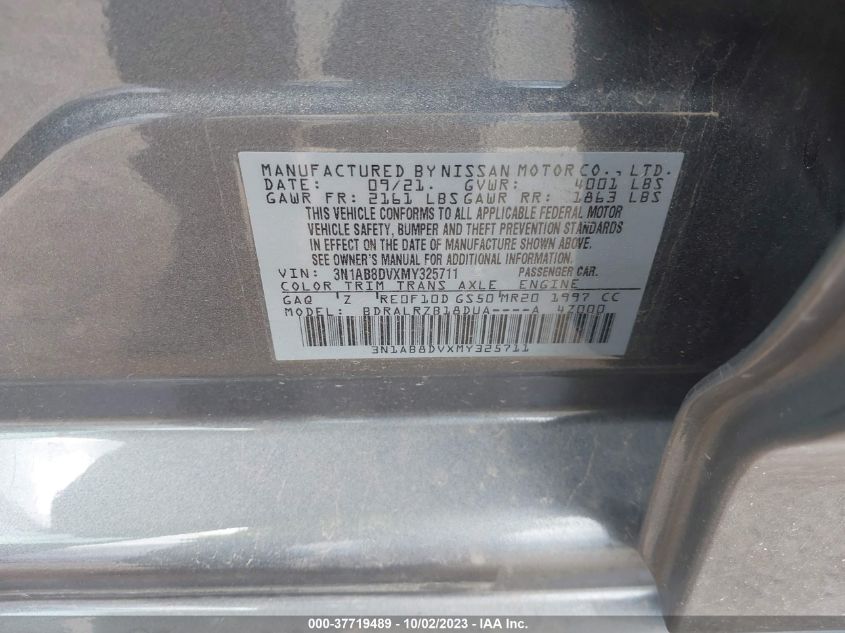 MANUFACTURED BY NISSAN MOTOR CO., LTD.
DATE: 09/21. GVWR: 4001 LBS
GAWR FR: 2161 LBS GAWR RR: 1863 LBS
THIS VEHICLE CONFORMS TO ALL APPLICABLE FEDERAL MOTOR
VEHICLE SAFETY, BUMPER AND THEFT PREVENTION STANDARDS
IN EFFECT ON THE DATE OF MANUFACTURE SHOWN ABOVE.
SEE OWNER'S MANUAL FOR ADDITIONAL INFORMATION.
VIN: 3N1AB8DVXMY325711 PASSENGER CAR.
COLOR TRIM TRANS AXLE ENGINE
GAQ 'Z RE0F10D GS50 MR20 1997 CC
MODEL: BDRALRZB18DUA----A 4Z000
3N1AB8DVXMY325711
000-37719489 - 10/02/2023 - IAA Inc.